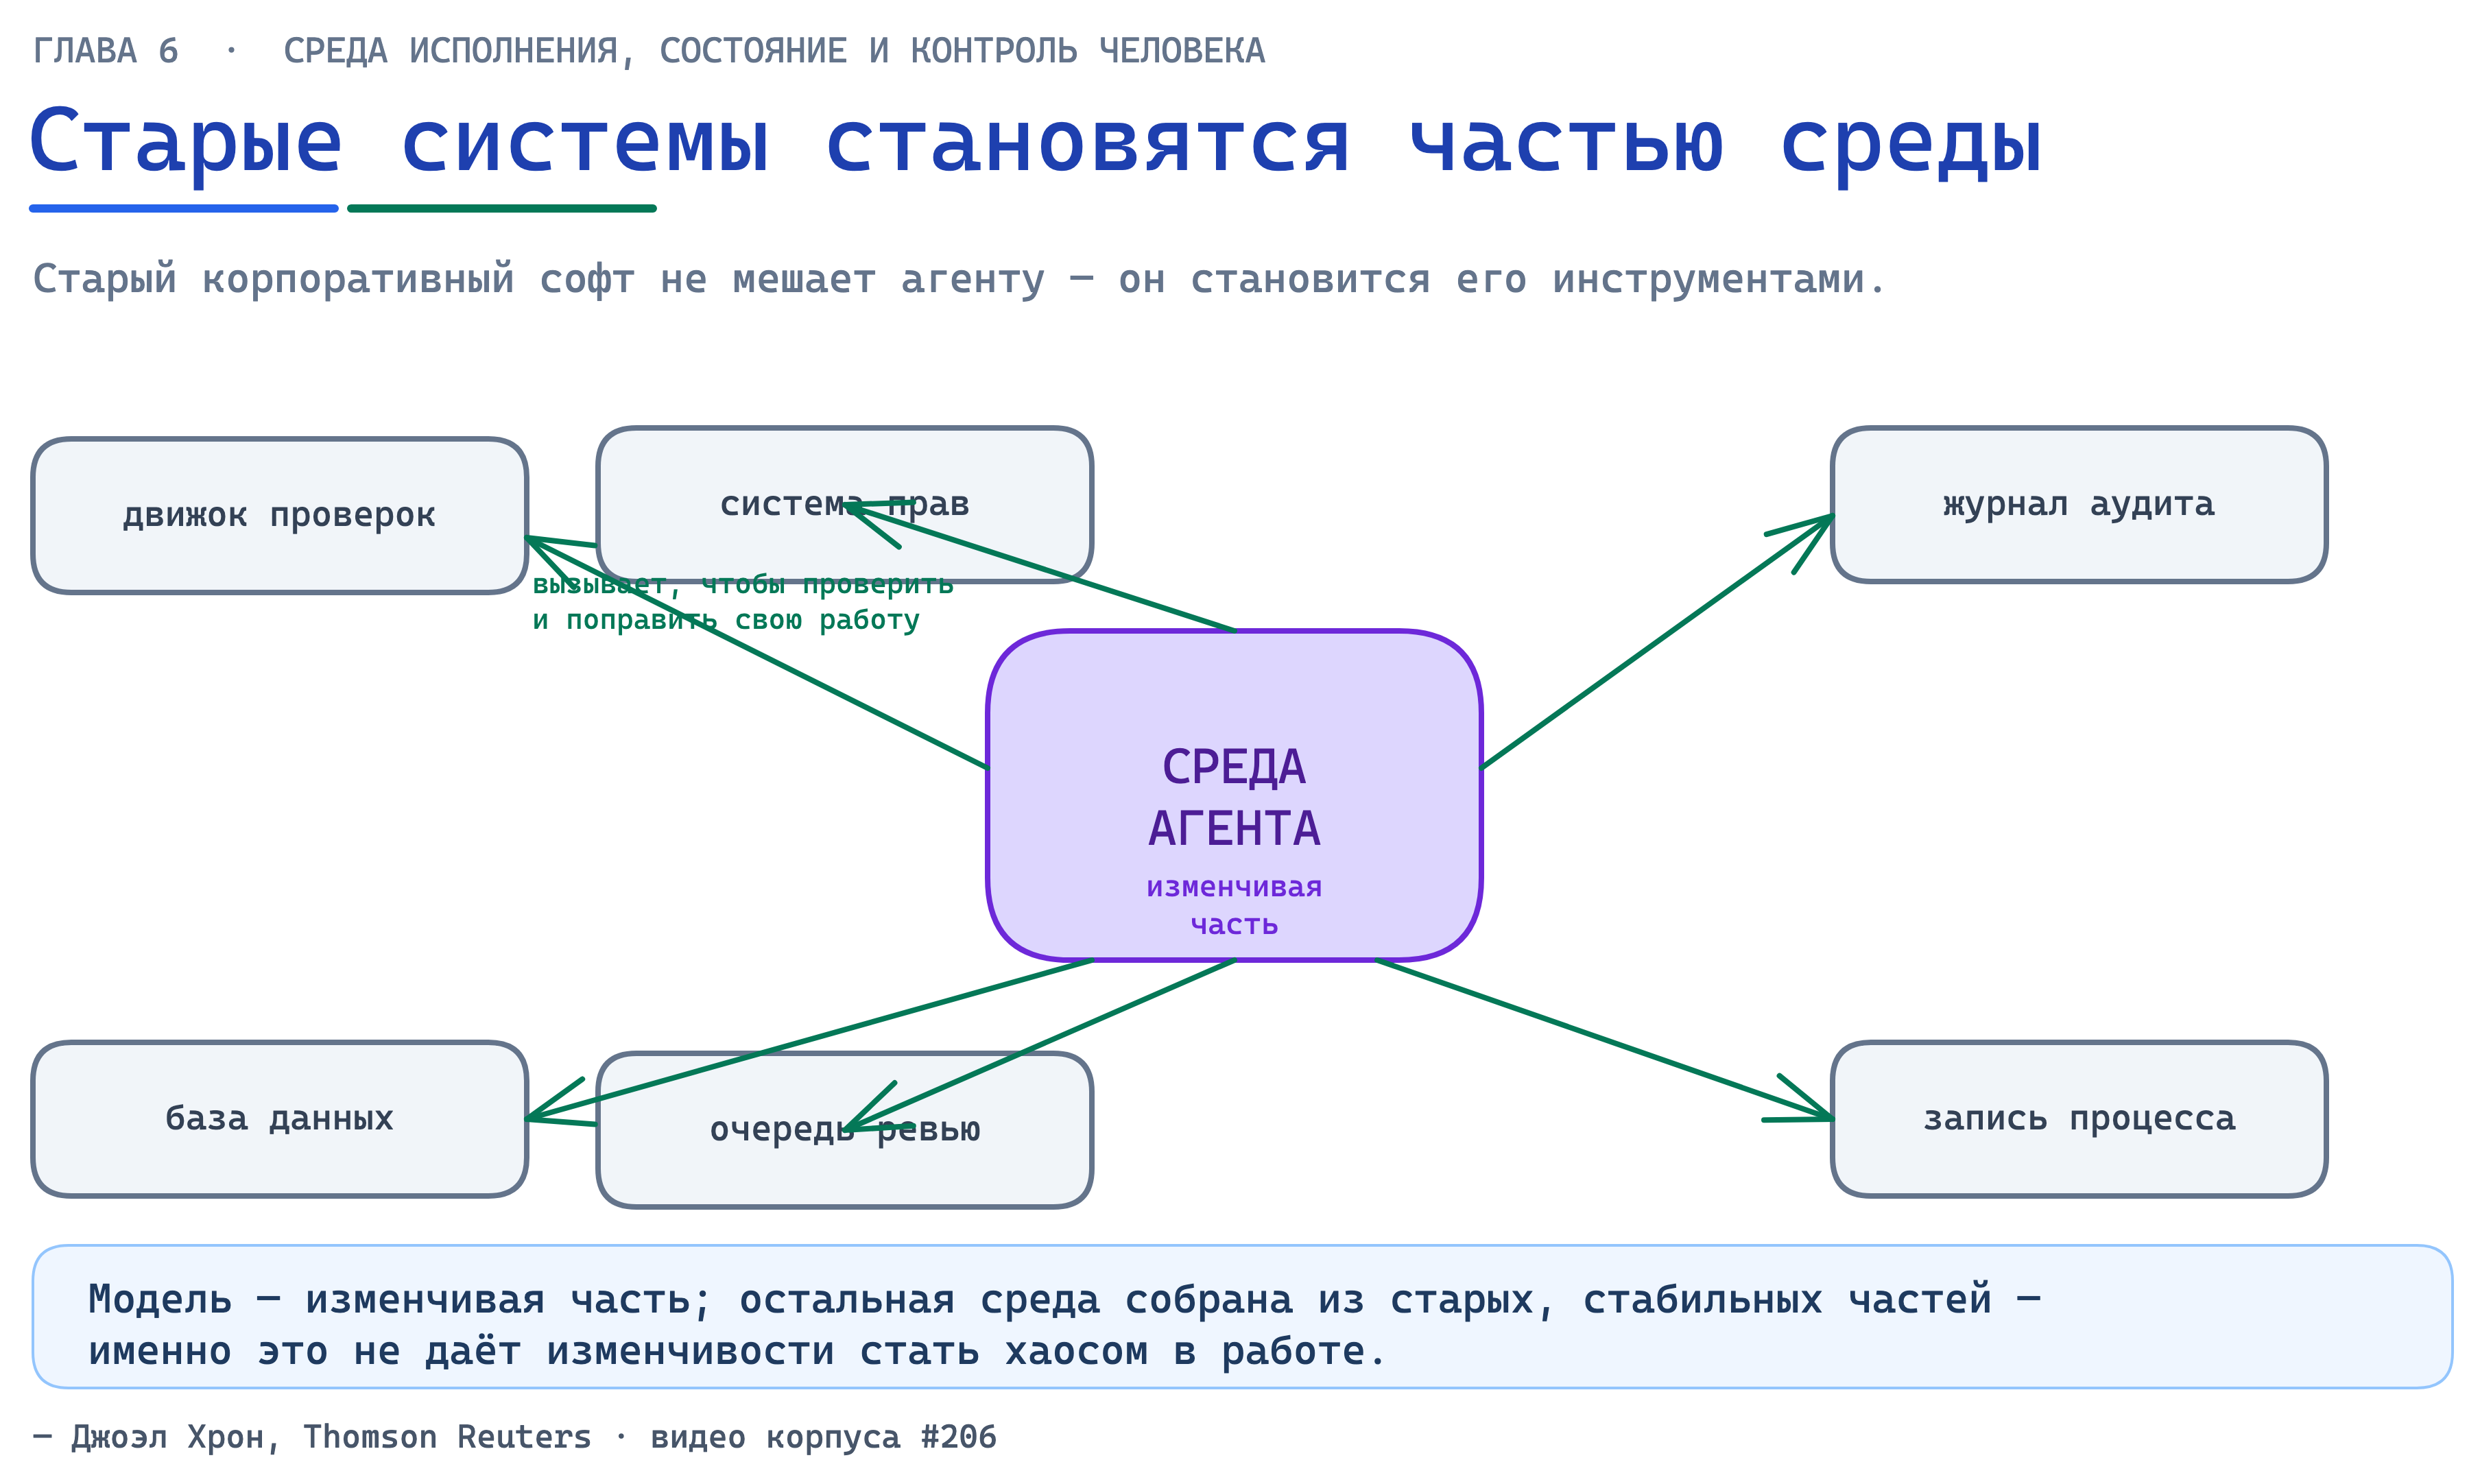 ГЛАВА 6 · СРЕДА ИСПОЛНЕНИЯ, СОСТОЯНИЕ И КОНТРОЛЬ ЧЕЛОВЕКА
Старые системы становятся частью среды
Старый корпоративный софт не мешает агенту — он становится его инструментами.
движок проверок
система прав
журнал аудита
вызывает, чтобы проверить
и поправить свою работу
СРЕДА
АГЕНТА
изменчивая
часть
база данных
очередь ревью
запись процесса
Модель — изменчивая часть; остальная среда собрана из старых, стабильных частей —
именно это не даёт изменчивости стать хаосом в работе.
— Джоэл Хрон, Thomson Reuters · видео корпуса #206